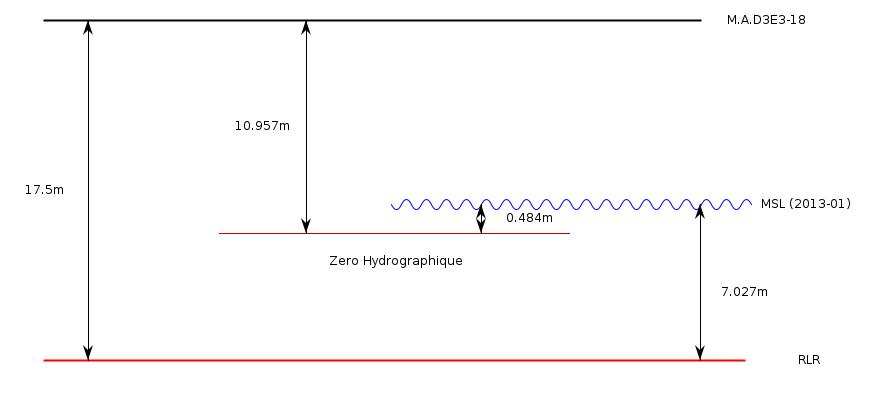 M.A.D3E3-18
10.957m
17.5m
MSL (2013-01)
0.484m
Zero Hydrographique
7.027m
RLR